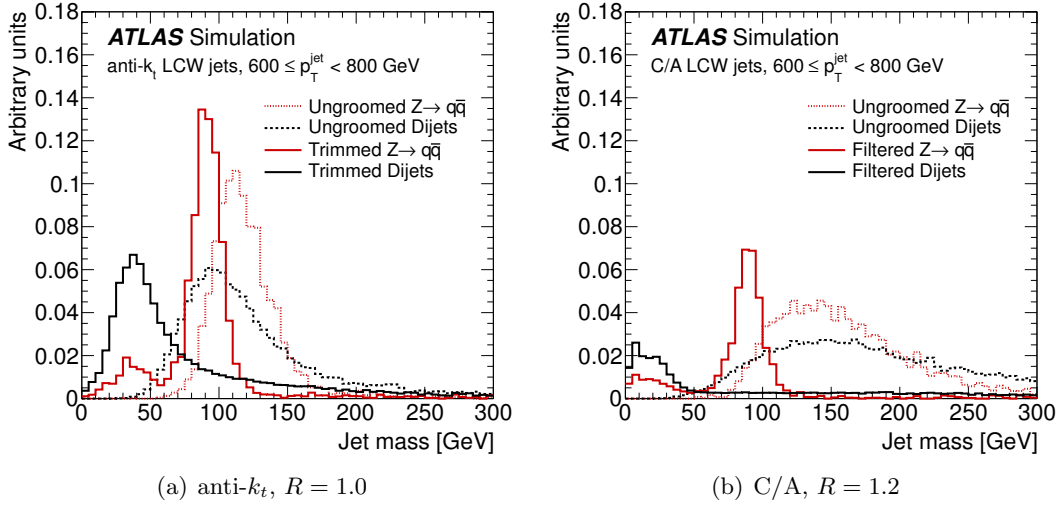 ATLAS Simulation
anti-k_t LCW jets, 600 ≤ p_T^jet < 800 GeV
Ungroomed Z→ qq̄
Ungroomed Dijets
Trimmed Z→ qq̄
Trimmed Dijets
Arbitrary units
0.18
0.16
0.14
0.12
0.1
0.08
0.06
0.04
0.02
0
0 50 100 150 200 250 300
Jet mass [GeV]
(a) anti-k_t, R = 1.0
ATLAS Simulation
C/A LCW jets, 600 ≤ p_T^jet < 800 GeV
Ungroomed Z→ qq̄
Ungroomed Dijets
Filtered Z→ qq̄
Filtered Dijets
Arbitrary units
0.18
0.16
0.14
0.12
0.1
0.08
0.06
0.04
0.02
0
0 50 100 150 200 250 300
Jet mass [GeV]
(b) C/A, R = 1.2